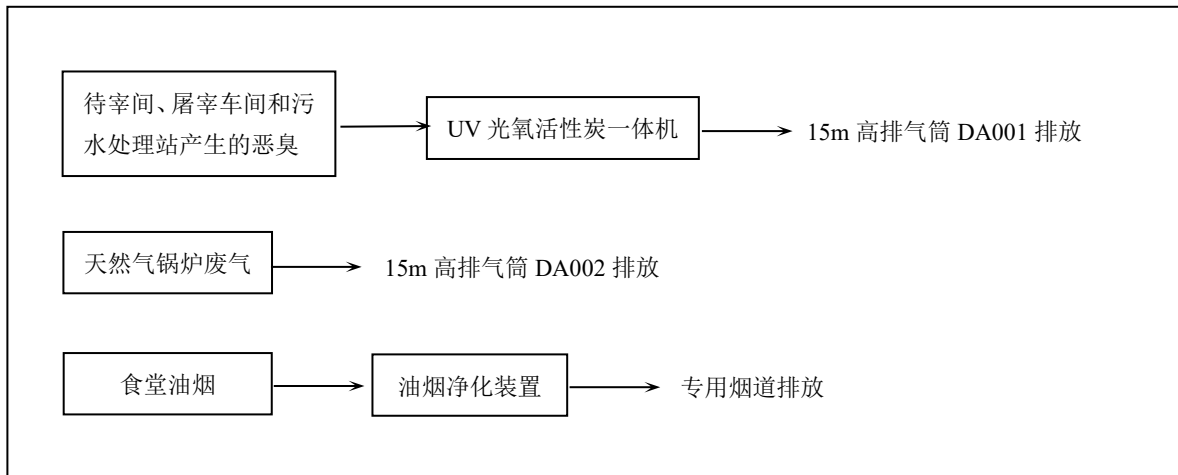 待宰间、屠宰车间和污
水处理站产生的恶臭
UV 光氧活性炭一体机
15m 高排气筒 DA001 排放
天然气锅炉废气
15m 高排气筒 DA002 排放
食堂油烟
油烟净化装置
专用烟道排放